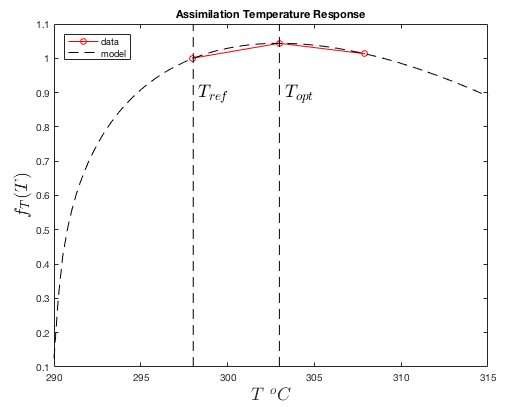 Assimilation Temperature Response
data
model
T_ref
T_opt
f_T(T)
1.1
1
0.9
0.8
0.7
0.6
0.5
0.4
0.3
0.2
0.1
290
295
300
305
310
315
T °C